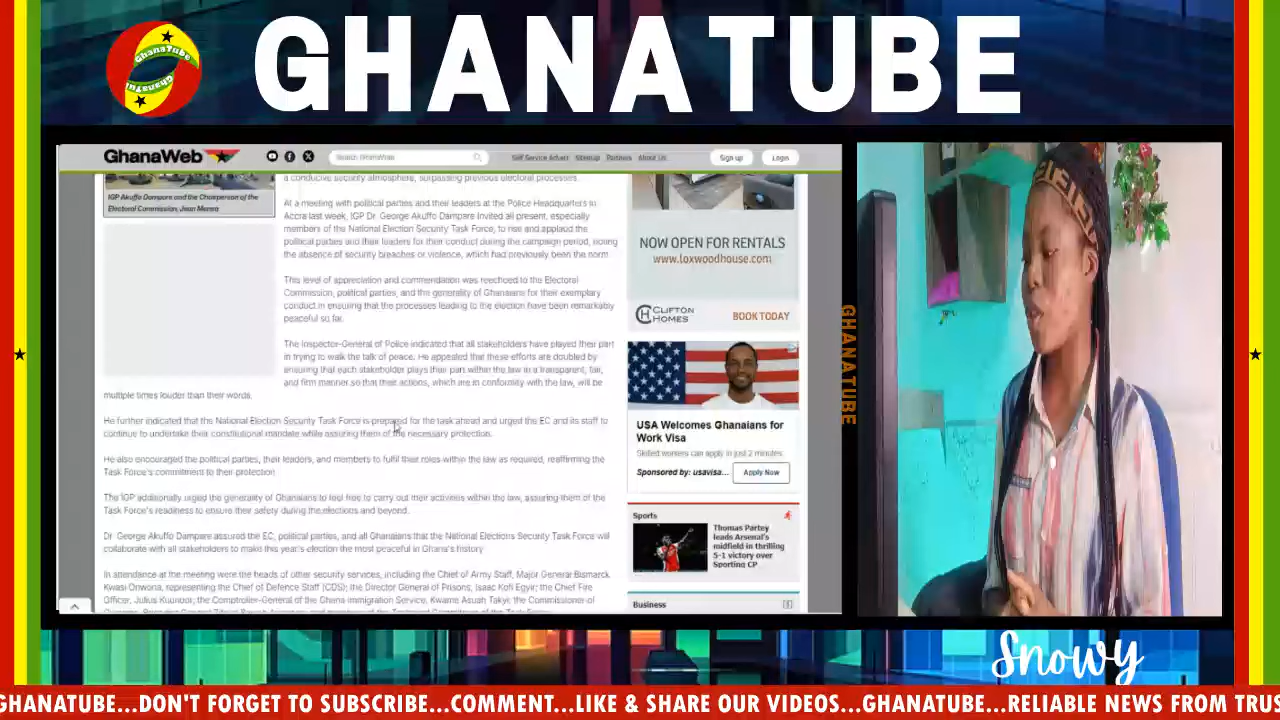 GHANATUBE
GhanaTube
GhanaWeb
Search GhanaWeb
Self Service Advert Sitemap Partners About Us
Sign up
Login
IGP Akuffo Dampare and the Chairperson of the
Electoral Commission, Jean Mensa
a conducive security atmosphere, surpassing previous electoral processes.
At a meeting with political parties and their leaders at the Police Headquarters in
Accra last week, IGP Dr. George Akuffo Dampare invited all present, especially
members of the National Election Security Task Force, to rise and applaud the
political parties and their leaders for their conduct during the campaign period, noting
the absence of security breaches or violence, which had previously been the norm.
This level of appreciation and commendation was reechoed to the Electoral
Commission, political parties, and the generality of Ghanaians for their exemplary
conduct in ensuring that the processes leading to the election have been remarkably
peaceful so far.
The Inspector-General of Police indicated that all stakeholders have played their part
in trying to walk the talk of peace. He appealed that these efforts are doubled by
ensuring that each stakeholder plays their part within the law in a transparent, fair,
and firm manner so that their actions, which are in conformity with the law, will be
multiple times louder than their words.
He further indicated that the National Election Security Task Force is prepared for the task ahead and urged the EC and its staff to
continue to undertake their constitutional mandate while assuring them of the necessary protection.
He also encouraged the political parties, their leaders, and members to fulfil their roles within the law as required, reaffirming the
Task Force's commitment to their protection.
The IGP additionally urged the generality of Ghanaians to feel free to carry out their activities within the law, assuring them of the
Task Force's readiness to ensure their safety during the elections and beyond.
Dr. George Akuffo Dampare assured the EC, political parties, and all Ghanaians that the National Elections Security Task Force will
collaborate with all stakeholders to make this year's election the most peaceful in Ghana's history
In attendance at the meeting were the heads of other security services, including the Chief of Army Staff, Major General Bismarck
Kwasi Onwona, representing the Chief of Defence Staff (CDS); the Director General of Prisons, Isaac Kofi Egyir; the Chief Fire
Officer, Julius Kuunuor; the Comptroller-General of the Ghana Immigration Service, Kwame Asuah Takyi; the Commissioner-of
NOW OPEN FOR RENTALS
www.loxwoodhouse.com
CLIFTON
HOMES
BOOK TODAY
USA Welcomes Ghanaians for
Work Visa
Skilled workers can apply in just 2 minutes.
Sponsored by: usavisa...
Apply Now
Sports
Thomas Partey
leads Arsenal's
midfield in thrilling
5-1 victory over
Sporting CP
Business
GHANATUBE
Snowy
GHANATUBE...DON'T FORGET TO SUBSCRIBE...COMMENT...LIKE & SHARE OUR VIDEOS...GHANATUBE...RELIABLE NEWS FROM TRUS